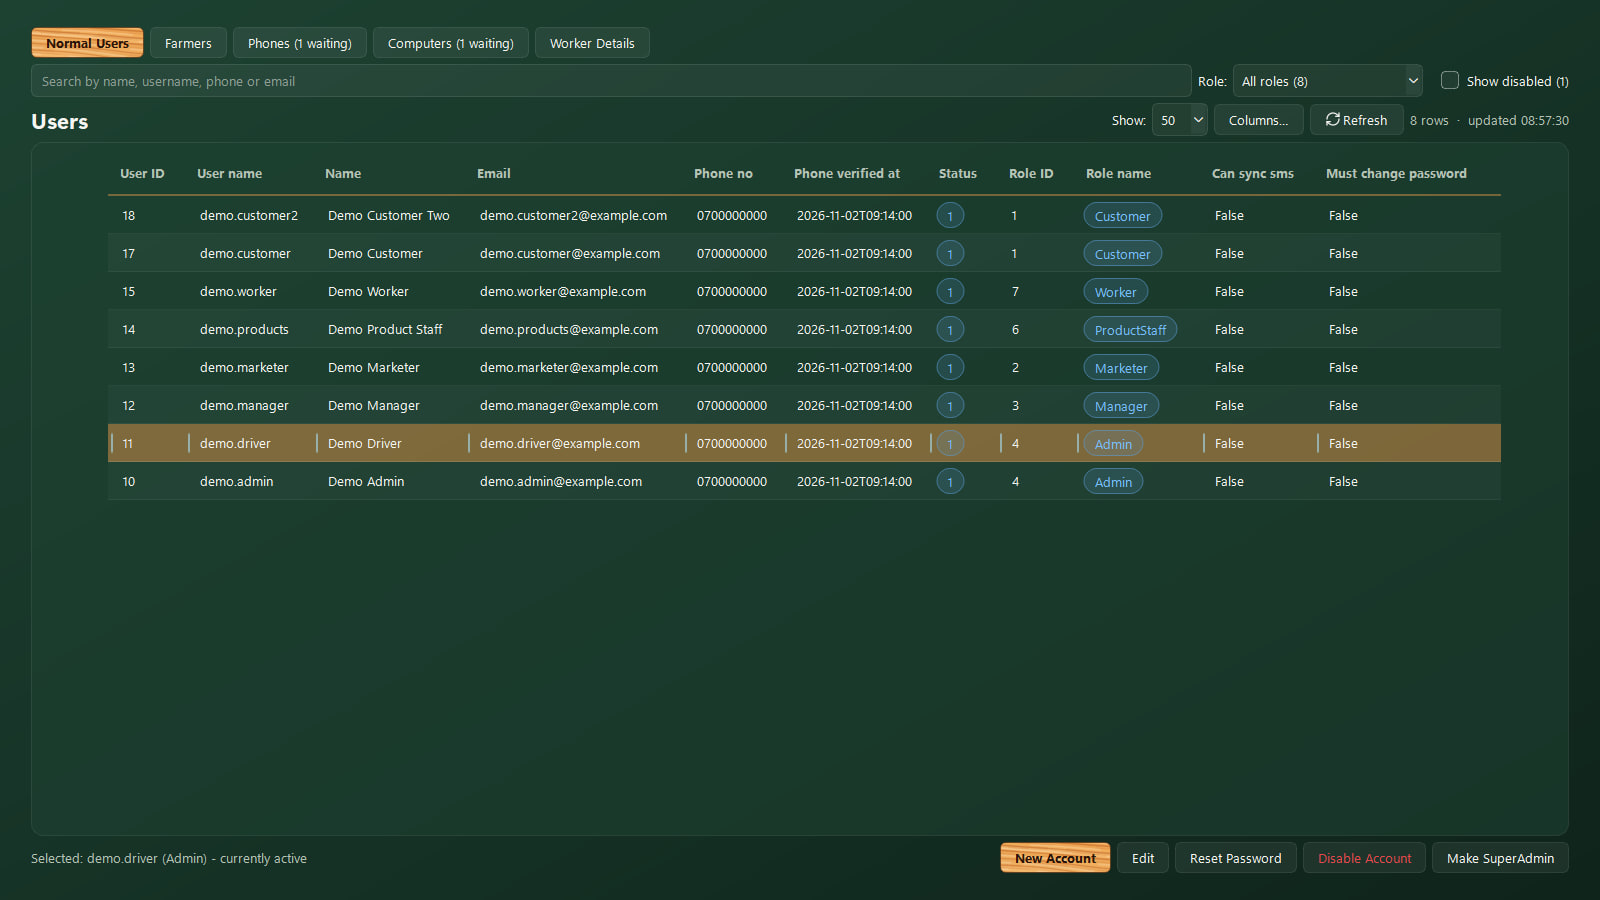 Normal Users Farmers Phones (1 waiting) Computers (1 waiting) Worker Details
Search by name, username, phone or email Role: All roles (8) Show disabled (1)
Users Show: 50 Columns... Refresh 8 rows · updated 08:57:30
User ID User name Name Email Phone no Phone verified at Status Role ID Role name Can sync sms Must change password
18 demo.customer2 Demo Customer Two demo.customer2@example.com 0700000000 2026-11-02T09:14:00 1 1 Customer False False
17 demo.customer Demo Customer demo.customer@example.com 0700000000 2026-11-02T09:14:00 1 1 Customer False False
15 demo.worker Demo Worker demo.worker@example.com 0700000000 2026-11-02T09:14:00 1 7 Worker False False
14 demo.products Demo Product Staff demo.products@example.com 0700000000 2026-11-02T09:14:00 1 6 ProductStaff False False
13 demo.marketer Demo Marketer demo.marketer@example.com 0700000000 2026-11-02T09:14:00 1 2 Marketer False False
12 demo.manager Demo Manager demo.manager@example.com 0700000000 2026-11-02T09:14:00 1 3 Manager False False
11 demo.driver Demo Driver demo.driver@example.com 0700000000 2026-11-02T09:14:00 1 4 Admin False False
10 demo.admin Demo Admin demo.admin@example.com 0700000000 2026-11-02T09:14:00 1 4 Admin False False
Selected: demo.driver (Admin) - currently active New Account Edit Reset Password Disable Account Make SuperAdmin